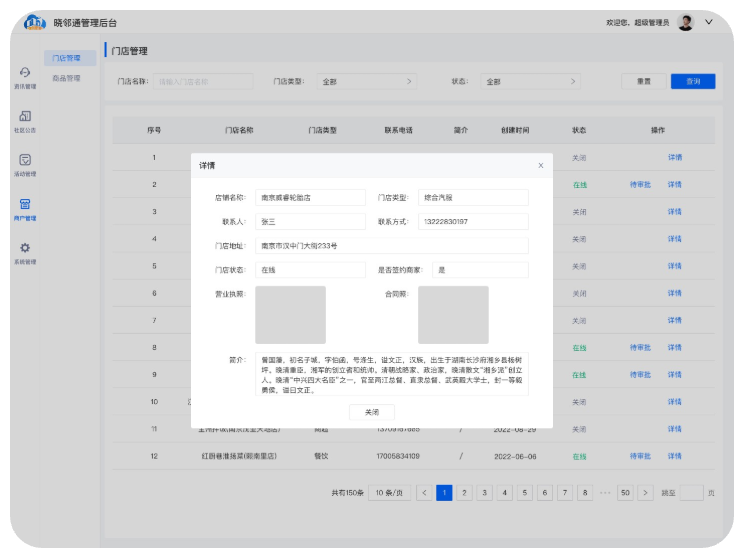 晓邻通管理后台
欢迎您，超级管理员
门店管理
商品管理
资讯管理
社区公告
活动管理
商户管理
系统管理
门店管理
门店名称： 请输入门店名称 门店类型： 全部 状态： 全部 重置 查询
序号 门店名称 门店类型 联系电话 简介 创建时间 状态 操作
1 关闭 详情
2 在线 待审批 详情
3 关闭 详情
4 关闭 详情
5 关闭 详情
6 关闭 详情
7 关闭 详情
8 在线 待审批 详情
9 在线 待审批 详情
10 关闭 详情
11 / 2022-08-29 关闭 详情
12 红厨巷淮扬菜(颐南里店) 餐饮 17005834109 / 2022-06-06 在线 待审批 详情
共有150条 10 条/页 < 1 2 3 4 5 6 7 8 ··· 50 > 跳至 页
详情 X
店铺名称： 南京威睿轮胎店 门店类型： 综合汽服
联系人： 张三 联系方式： 13222830197
门店地址： 南京市汉中门大街233号
门店状态： 在线 是否签约商家： 是
营业执照： 合同照：
简介： 曾国藩，初名子城，字伯函，号涤生，谥文正，汉族，出生于湖南长沙府湘乡县杨树
坪。晚清重臣，湘军的创立者和统帅。清朝战略家、政治家，晚清散文“湘乡派”创立
人。晚清“中兴四大名臣”之一，官至两江总督、直隶总督、武英殿大学士，封一等毅
勇侯，谥曰文正。
关闭